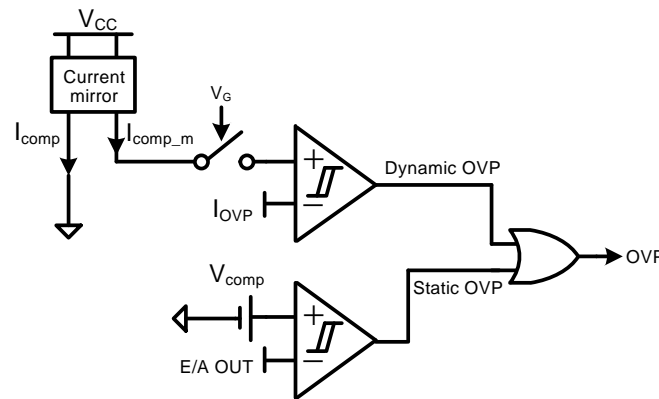 VCC
Current
mirror
VG
Icomp
Icomp_m
+
Dynamic OVP
IOVP
−
OVP
Vcomp
Static OVP
+
E/A OUT
−